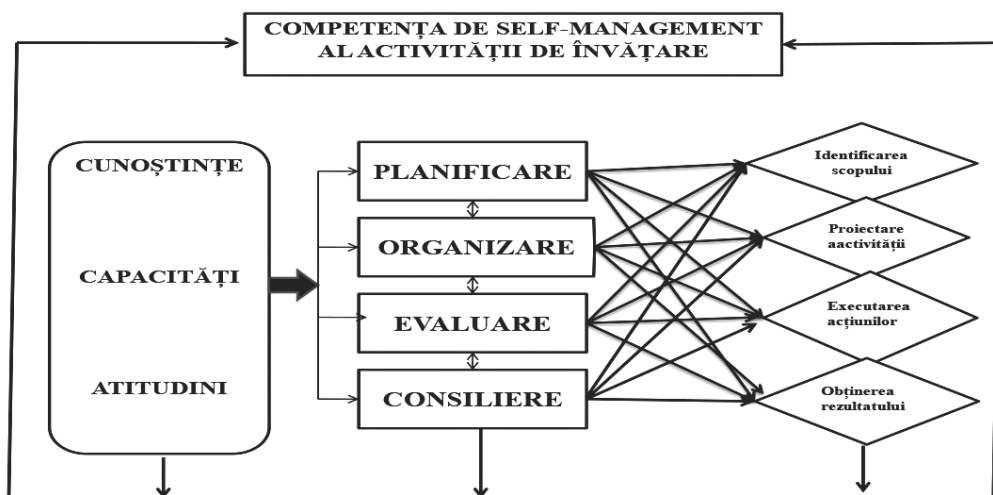 COMPETENȚA DE SELF-MANAGEMENT
AL ACTIVITĂȚII DE ÎNVĂȚARE
CUNOȘTINȚE
CAPACITĂȚI
ATITUDINI
PLANIFICARE
ORGANIZARE
EVALUARE
CONSILIERE
Identificarea
scopului
Proiectare
aactivității
Executarea
acțiunilor
Obținerea
rezultatului